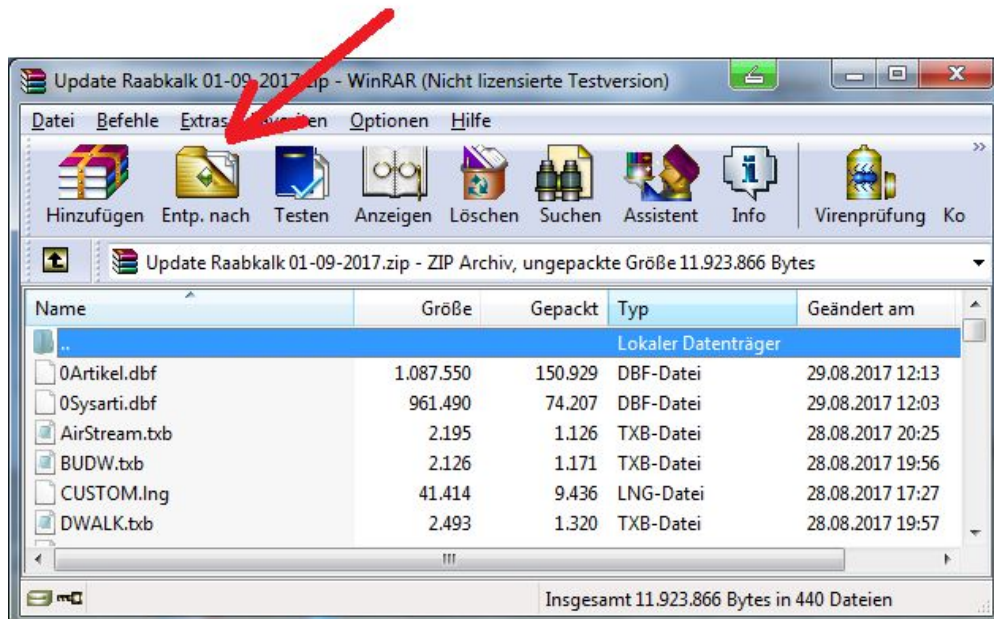 Update Raabkalk 01-09-2017.zip - WinRAR (Nicht lizensierte Testversion)
Datei Befehle Extras Favoriten Optionen Hilfe
Hinzufügen Entp. nach Testen Anzeigen Löschen Suchen Assistent Info Virenprüfung Ko
Update Raabkalk 01-09-2017.zip - ZIP Archiv, ungepackte Größe 11.923.866 Bytes
Name Größe Gepackt Typ Geändert am
.. Lokaler Datenträger
0Artikel.dbf 1.087.550 150.929 DBF-Datei 29.08.2017 12:13
0Sysarti.dbf 961.490 74.207 DBF-Datei 29.08.2017 12:03
AirStream.txb 2.195 1.126 TXB-Datei 28.08.2017 20:25
BUDW.txb 2.126 1.171 TXB-Datei 28.08.2017 19:56
CUSTOM.lng 41.414 9.436 LNG-Datei 28.08.2017 17:27
DWALK.txb 2.493 1.320 TXB-Datei 28.08.2017 19:57
Insgesamt 11.923.866 Bytes in 440 Dateien